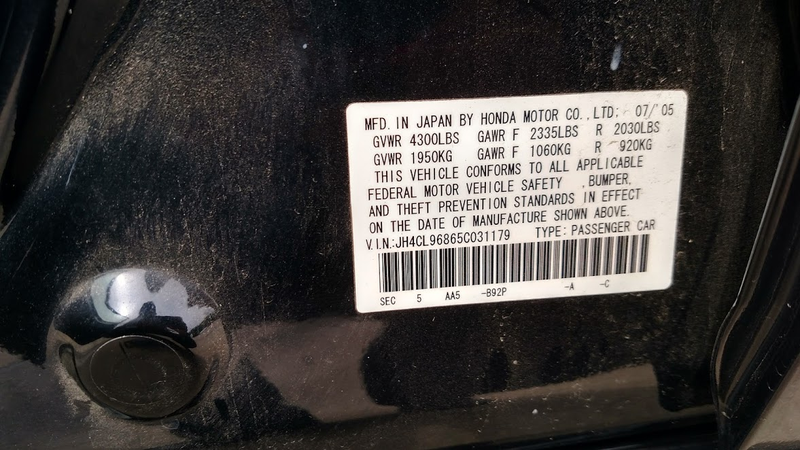 MFD. IN JAPAN BY HONDA MOTOR CO., LTD: 07/'05
GVWR 4300LBS GAWR F 2335LBS R 2030LBS
GVWR 1950KG GAWR F 1060KG R 920KG
THIS VEHICLE CONFORMS TO ALL APPLICABLE
FEDERAL MOTOR VEHICLE SAFETY , BUMPER,
AND THEFT PREVENTION STANDARDS IN EFFECT
ON THE DATE OF MANUFACTURE SHOWN ABOVE.
V.I.N.:JH4CL96865C031179 TYPE: PASSENGER CAR
SEC 5 AA5 -B92P -A -C